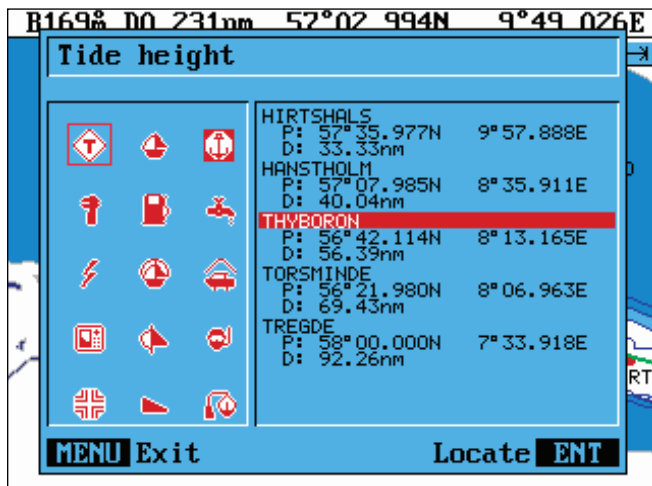 B169°m DO 231nm 57°02 994N 9°49 026E
Tide height
T
HIRTSHALS
P: 57°35.977N 9°57.888E
D: 33.33nm
HANSTHOLM
P: 57°07.985N 8°35.911E
D: 40.04nm
THYBORON
P: 56°42.114N 8°13.165E
D: 56.39nm
TORSMINDE
P: 56°21.980N 8°06.963E
D: 69.43nm
TREGDE
P: 58°00.000N 7°33.918E
D: 92.26nm
RT
MENU Exit Locate ENT